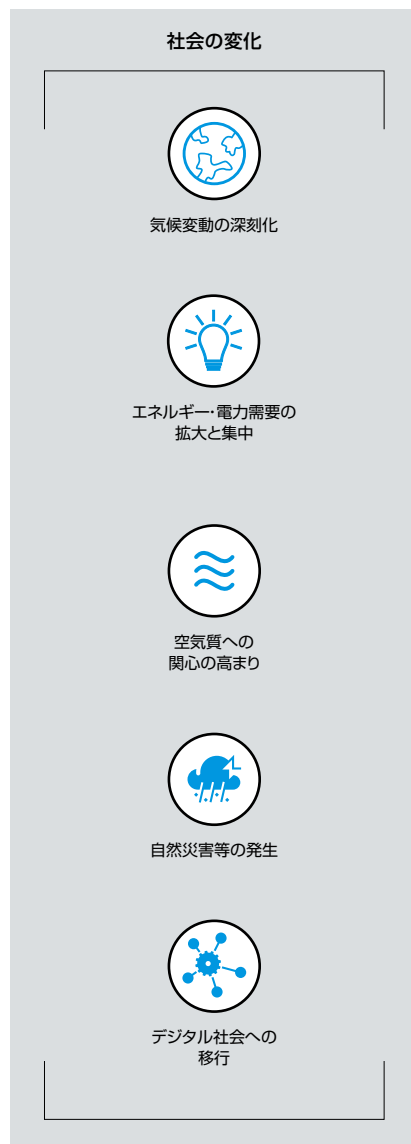 社会の変化
気候変動の深刻化
エネルギー・電力需要の
拡大と集中
空気質への
関心の高まり
自然災害等の発生
デジタル社会への
移行